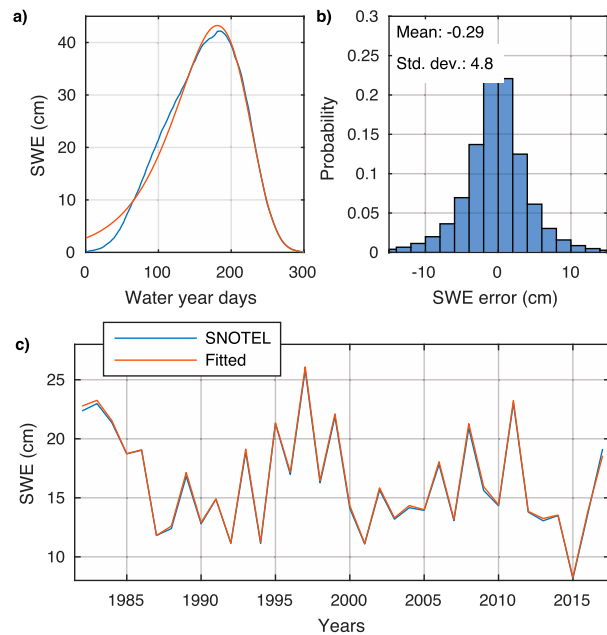 a)
SWE (cm)
40
30
20
10
0
0
100
200
300
Water year days
b)
Mean: -0.29
Std. dev.: 4.8
Probability
0.3
0.25
0.2
0.15
0.1
0.05
0
-10
0
10
SWE error (cm)
c)
SNOTEL
Fitted
SWE (cm)
25
20
15
10
1985
1990
1995
2000
2005
2010
2015
Years